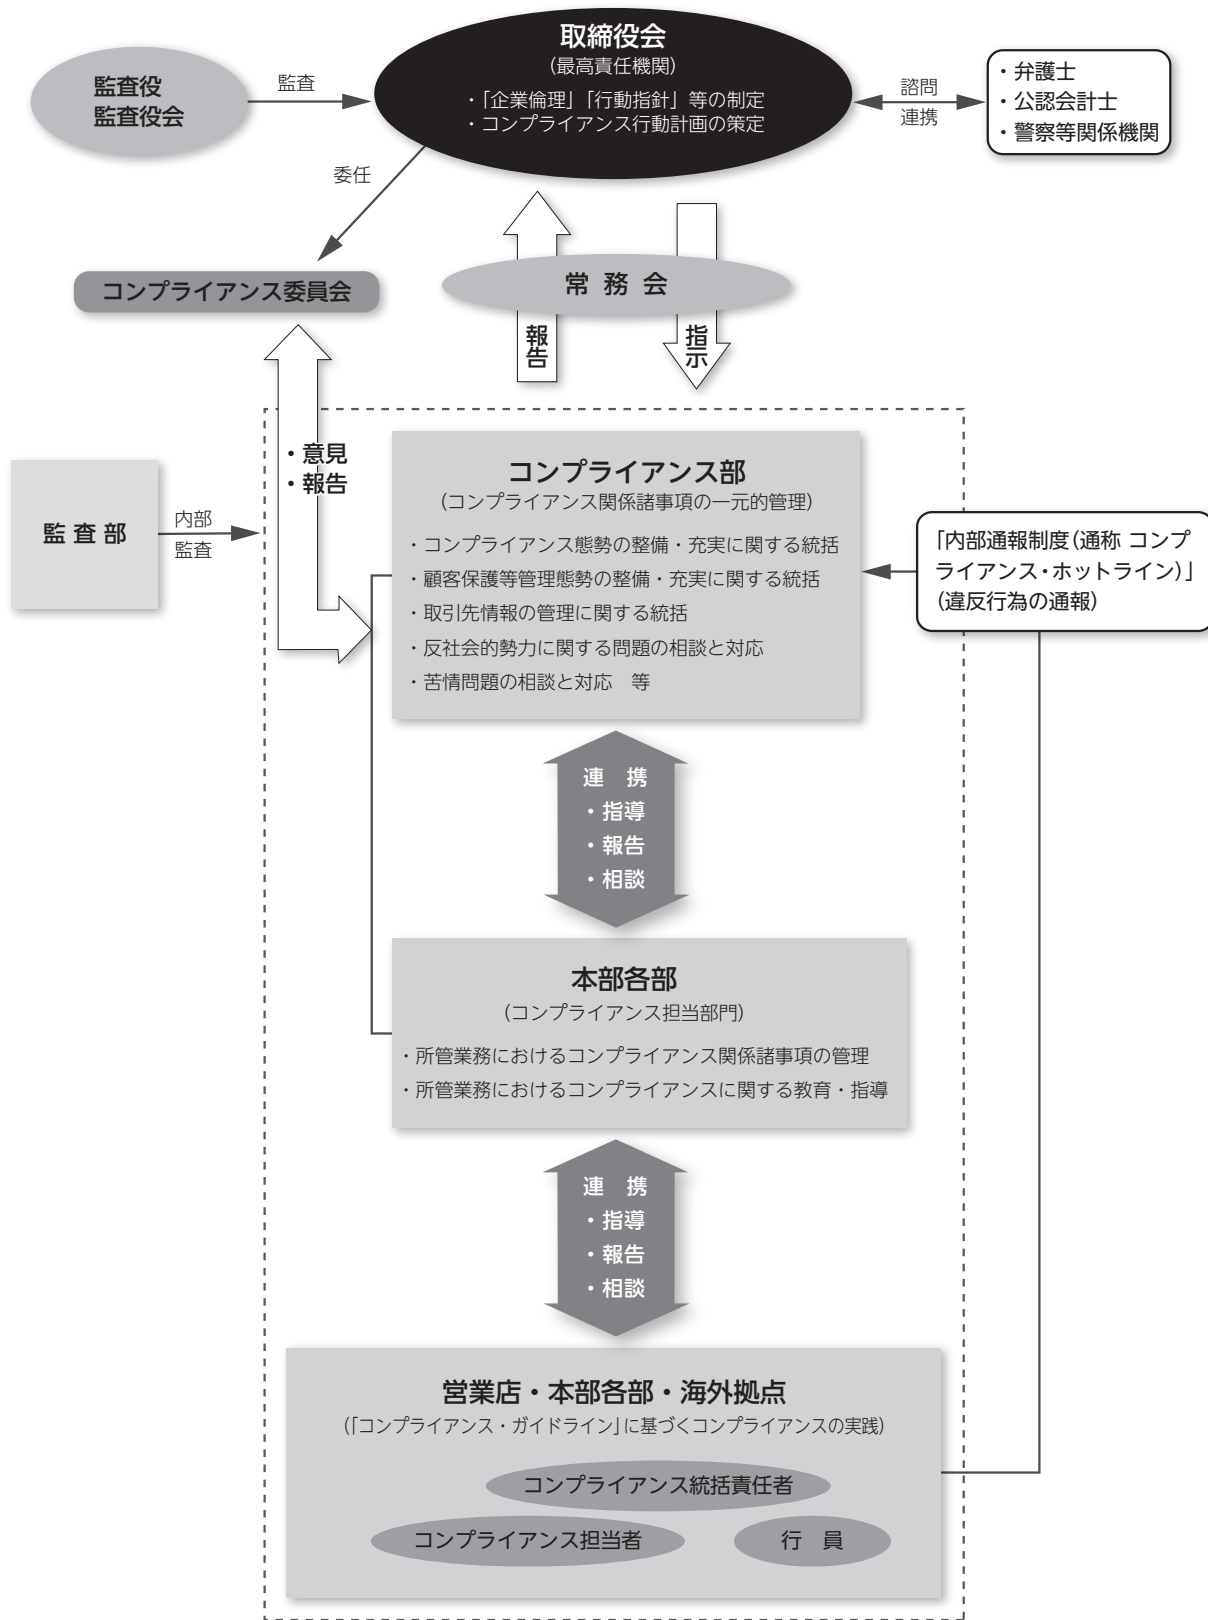 取締役会
(最高責任機関)
・「企業倫理」「行動指針」等の制定
・コンプライアンス行動計画の策定
監査役
監査役会
監査
諮問
連携
・弁護士
・公認会計士
・警察等関係機関
委任
コンプライアンス委員会
常務会
報告
指示
・意見
・報告
監査部
内部
監査
コンプライアンス部
(コンプライアンス関係諸事項の一元的管理)
・コンプライアンス態勢の整備・充実に関する統括
・顧客保護等管理態勢の整備・充実に関する統括
・取引先情報の管理に関する統括
・反社会的勢力に関する問題の相談と対応
・苦情問題の相談と対応　等
「内部通報制度(通称 コンプ
ライアンス・ホットライン)」
(違反行為の通報)
連　携
・指導
・報告
・相談
本部各部
(コンプライアンス担当部門)
・所管業務におけるコンプライアンス関係諸事項の管理
・所管業務におけるコンプライアンスに関する教育・指導
連　携
・指導
・報告
・相談
営業店・本部各部・海外拠点
(「コンプライアンス・ガイドライン」に基づくコンプライアンスの実践)
コンプライアンス統括責任者
コンプライアンス担当者
行　員